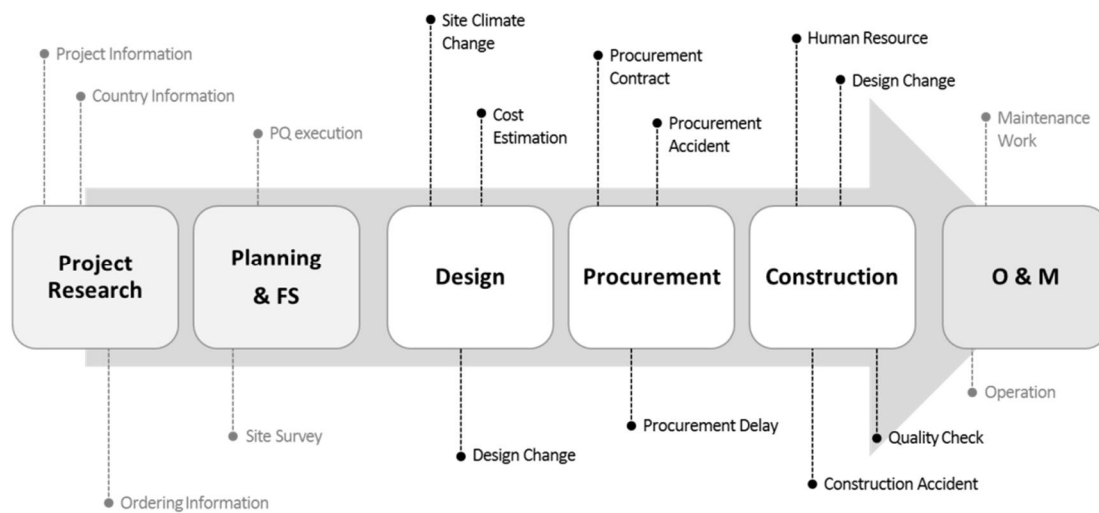 Site Climate
Change
Project Information
Procurement
Contract
Human Resource
Country Information
Design Change
PQ execution
Cost
Estimation
Procurement
Accident
Maintenance
Work
Project
Research
Planning
& FS
Design
Procurement
Construction
O & M
Operation
Site Survey
Design Change
Procurement Delay
Quality Check
Construction Accident
Ordering Information